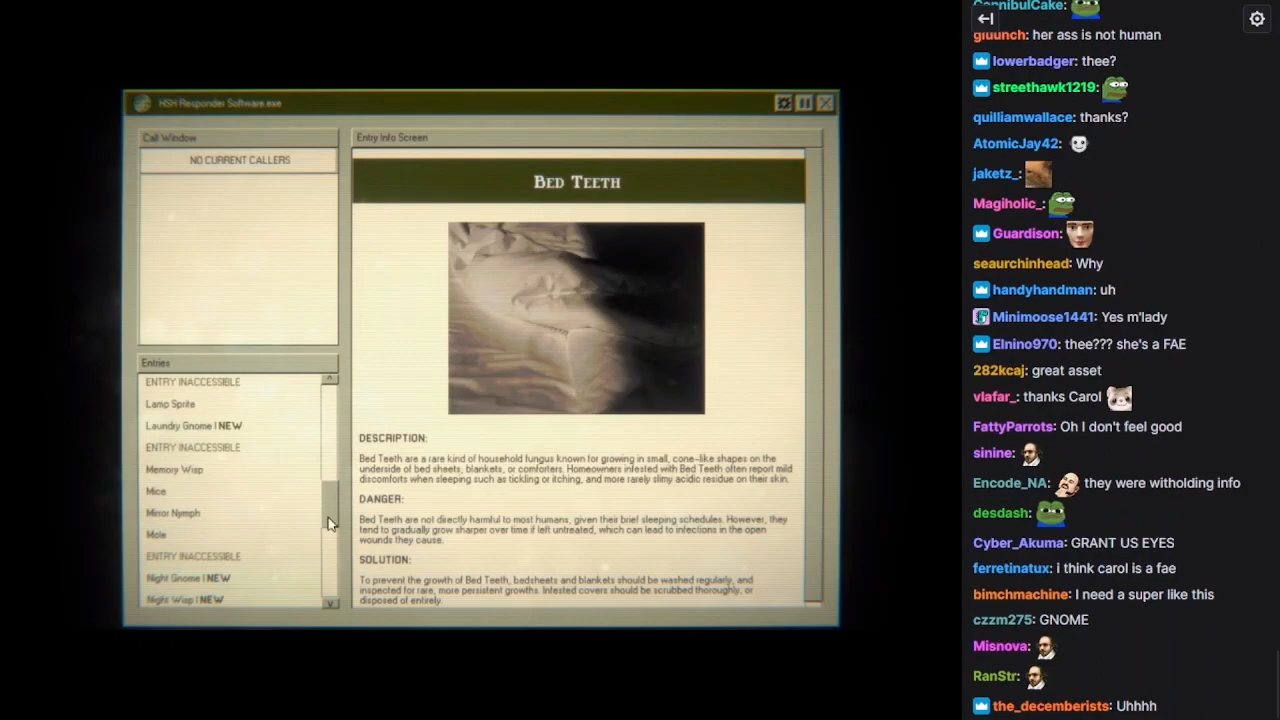 HSH Responder Software.exe
Call Window
NO CURRENT CALLERS
Entries
ENTRY INACCESSIBLE
Lamp Sprite
Laundry Gnome | NEW
ENTRY INACCESSIBLE
Memory Wisp
Mice
Mirror Nymph
Mole
ENTRY INACCESSIBLE
Night Gnome | NEW
Night Wisp | NEW
Entry Info Screen
BED TEETH
DESCRIPTION:
Bed Teeth are a rare kind of household fungus known for growing in small, cone-like shapes on the
underside of bed sheets, blankets, or comforters. Homeowners infested with Bed Teeth often report mild
discomforts when sleeping such as tickling or itching, and more rarely slimy acidic residue on their skin.
DANGER:
Bed Teeth are not directly harmful to most humans, given their brief sleeping schedules. However, they
tend to gradually grow sharper over time if left untreated, which can lead to infections in the open
wounds they cause.
SOLUTION:
To prevent the growth of Bed Teeth, bedsheets and blankets should be washed regularly, and
inspected for rare, more persistent growths. Infested covers should be scrubbed thoroughly, or
disposed of entirely.
CannibulCake:
gluunch: her ass is not human
lowerbadger: thee?
streethawk1219:
quilliamwallace: thanks?
AtomicJay42:
jaketz_:
Magiholic_:
Guardison:
seaurchinhead: Why
handyhandman: uh
Minimoose1441: Yes m'lady
Elnino970: thee??? she's a FAE
282kcaj: great asset
vlafar_: thanks Carol
FattyParrots: Oh I don't feel good
sinine:
Encode_NA: they were witholding info
desdash:
Cyber_Akuma: GRANT US EYES
ferretinatux: i think carol is a fae
bimchmachine: I need a super like this
czzm275: GNOME
Misnova:
RanStr:
the_decemberists: Uhhhh